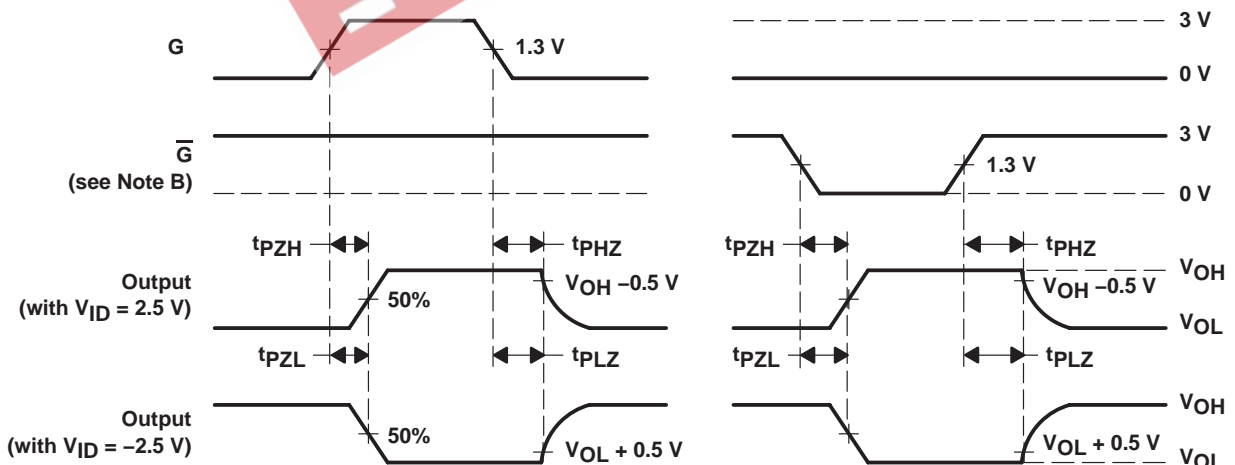 G
1.3 V
3 V
0 V
G
(see Note B)
3 V
1.3 V
0 V
tPZH
tPHZ
tPZH
tPHZ
Output
(with VID = 2.5 V)
50%
VOH –0.5 V
VOH –0.5 V
VOH
VOL
tPZL
tPLZ
tPZL
tPLZ
Output
(with VID = –2.5 V)
50%
VOL + 0.5 V
VOL + 0.5 V
VOH
VOL